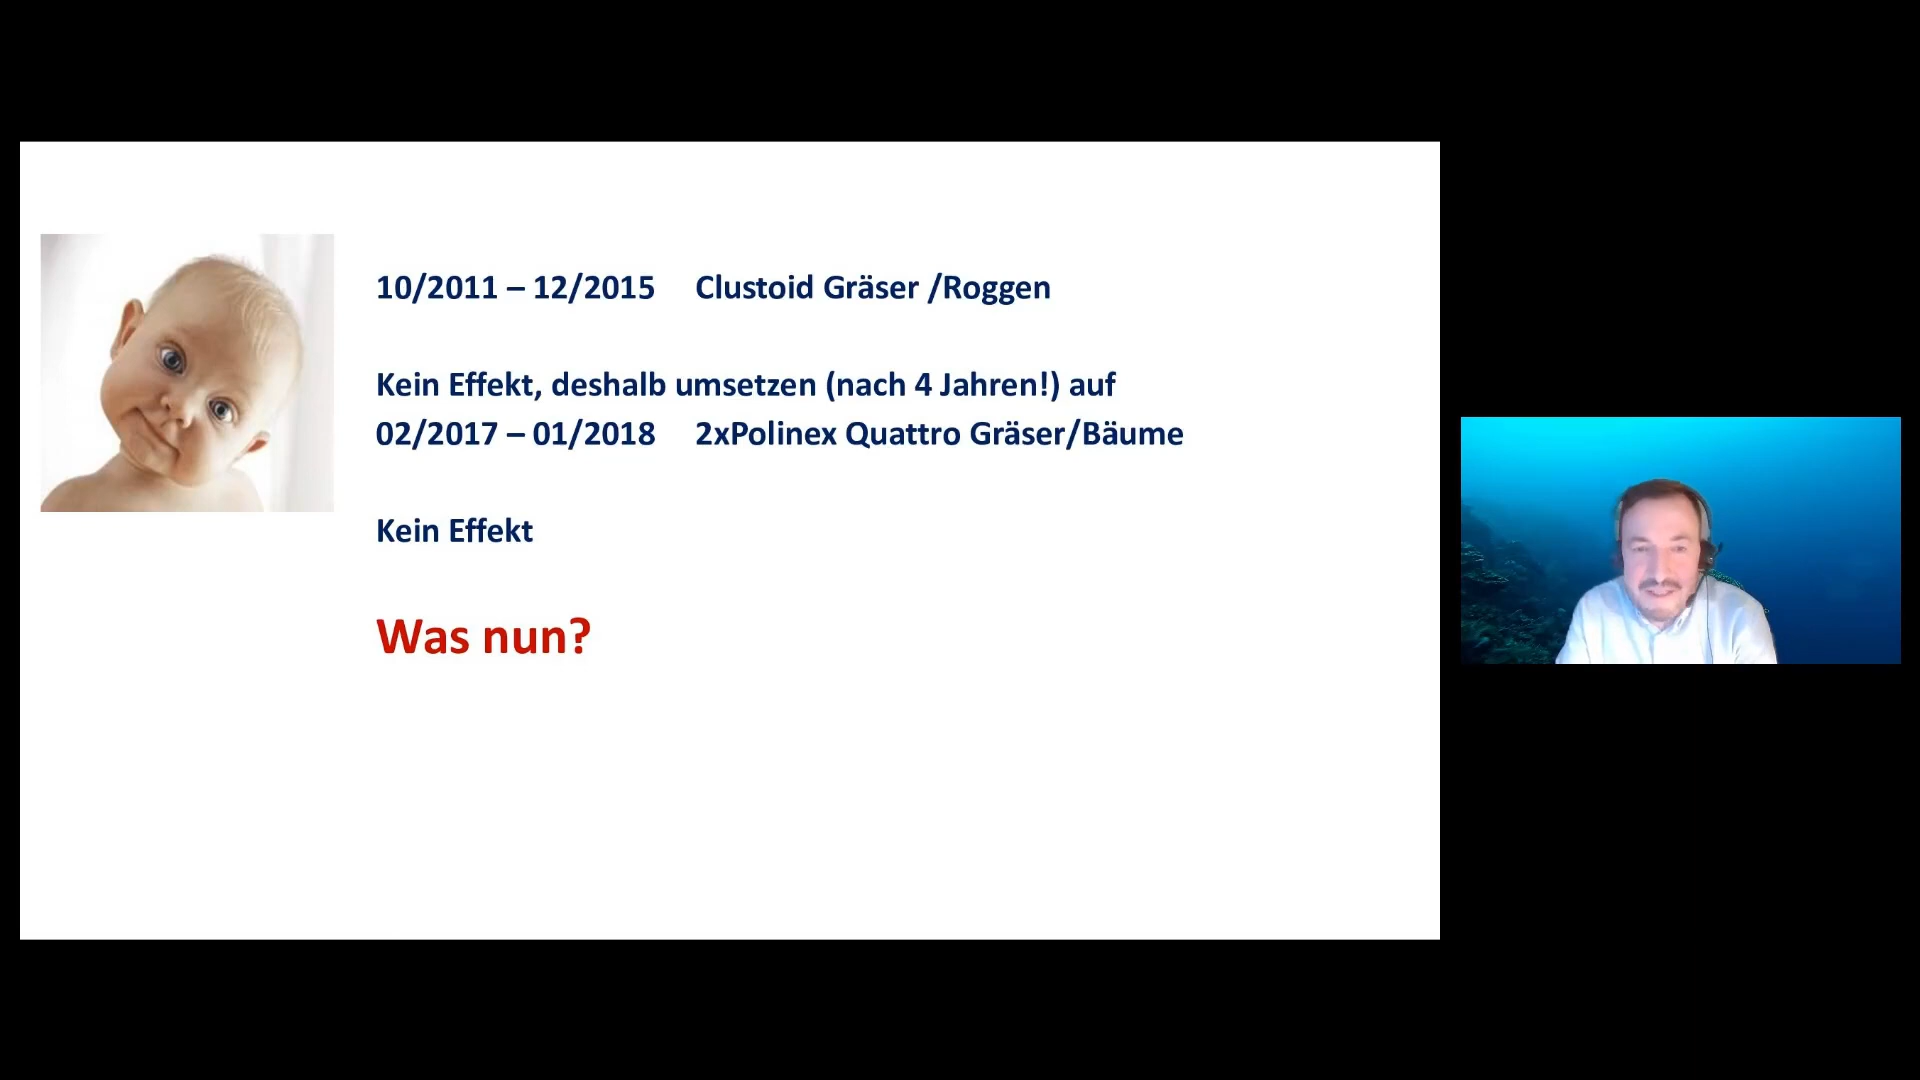 10/2011 – 12/2015 Clustoid Gräser /Roggen
Kein Effekt, deshalb umsetzen (nach 4 Jahren!) auf
02/2017 – 01/2018 2xPolinex Quattro Gräser/Bäume
Kein Effekt
Was nun?